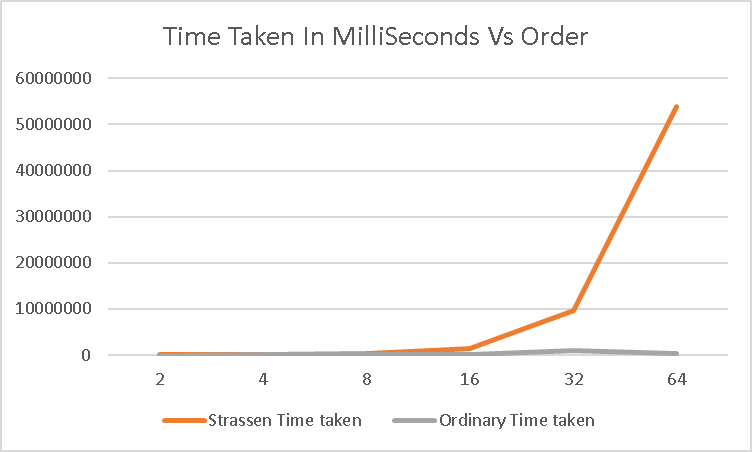 Time Taken In MilliSeconds Vs Order
60000000
50000000
40000000
30000000
20000000
10000000
0
2 4 8 16 32 64
Strassen Time taken Ordinary Time taken